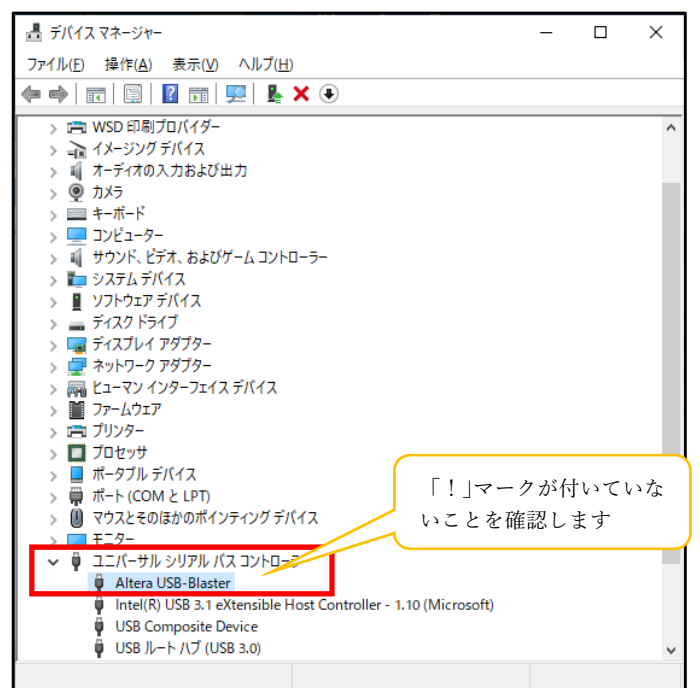 デバイス マネージャー
ファイル(F) 操作(A) 表示(V) ヘルプ(H)
WSD 印刷プロバイダー
イメージング デバイス
オーディオの入力および出力
カメラ
キーボード
コンピューター
サウンド、ビデオ、およびゲーム コントローラー
システム デバイス
ソフトウェア デバイス
ディスク ドライブ
ディスプレイ アダプター
ネットワーク アダプター
ヒューマン インターフェイス デバイス
ファームウェア
プリンター
プロセッサ
ポータブル デバイス
ポート (COM と LPT)
マウスとそのほかのポインティング デバイス
モニター
ユニバーサル シリアル バス コントローラー
Altera USB-Blaster
Intel(R) USB 3.1 eXtensible Host Controller - 1.10 (Microsoft)
USB Composite Device
USB ルート ハブ (USB 3.0)
「！」マークが付いていな
いことを確認します